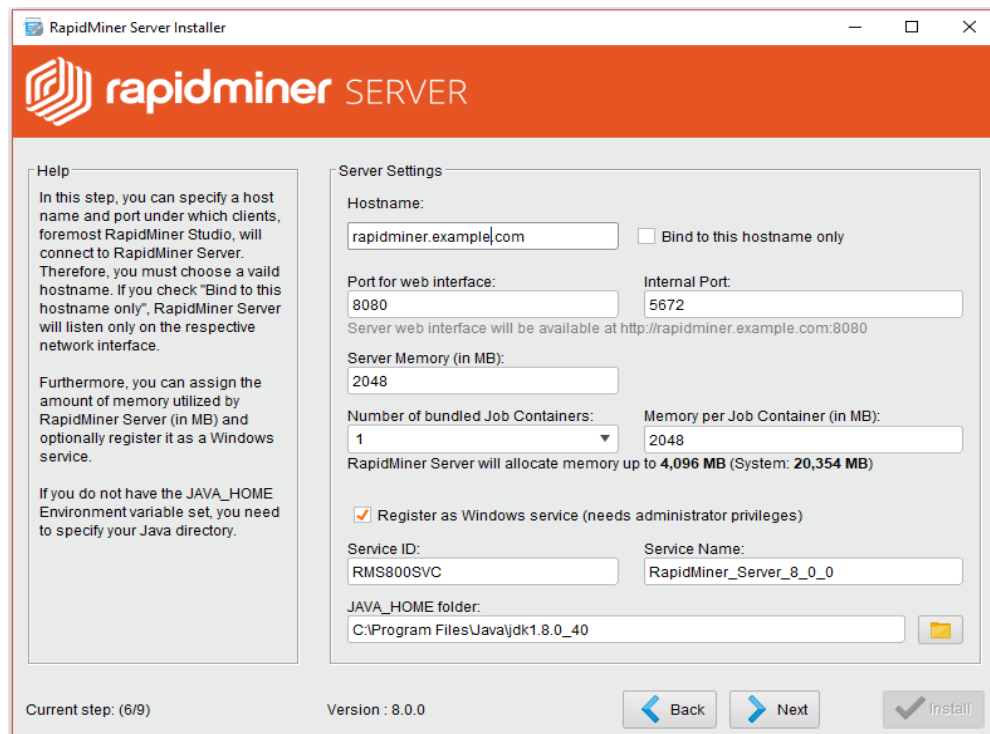 RapidMiner Server Installer
rapidminer SERVER
Help
In this step, you can specify a host
name and port under which clients,
foremost RapidMiner Studio, will
connect to RapidMiner Server.
Therefore, you must choose a vaild
hostname. If you check "Bind to this
hostname only", RapidMiner Server
will listen only on the respective
network interface.
Furthermore, you can assign the
amount of memory utilized by
RapidMiner Server (in MB) and
optionally register it as a Windows
service.
If you do not have the JAVA_HOME
Environment variable set, you need
to specify your Java directory.
Server Settings
Hostname:
rapidminer.example.com
Bind to this hostname only
Port for web interface:
Internal Port:
8080
5672
Server web interface will be available at http://rapidminer.example.com:8080
Server Memory (in MB):
2048
Number of bundled Job Containers:
Memory per Job Container (in MB):
1
2048
RapidMiner Server will allocate memory up to 4,096 MB (System: 20,354 MB)
Register as Windows service (needs administrator privileges)
Service ID:
Service Name:
RMS800SVC
RapidMiner_Server_8_0_0
JAVA_HOME folder:
C:\Program Files\Java\jdk1.8.0_40
Current step: (6/9)
Version : 8.0.0
Back
Next
Install